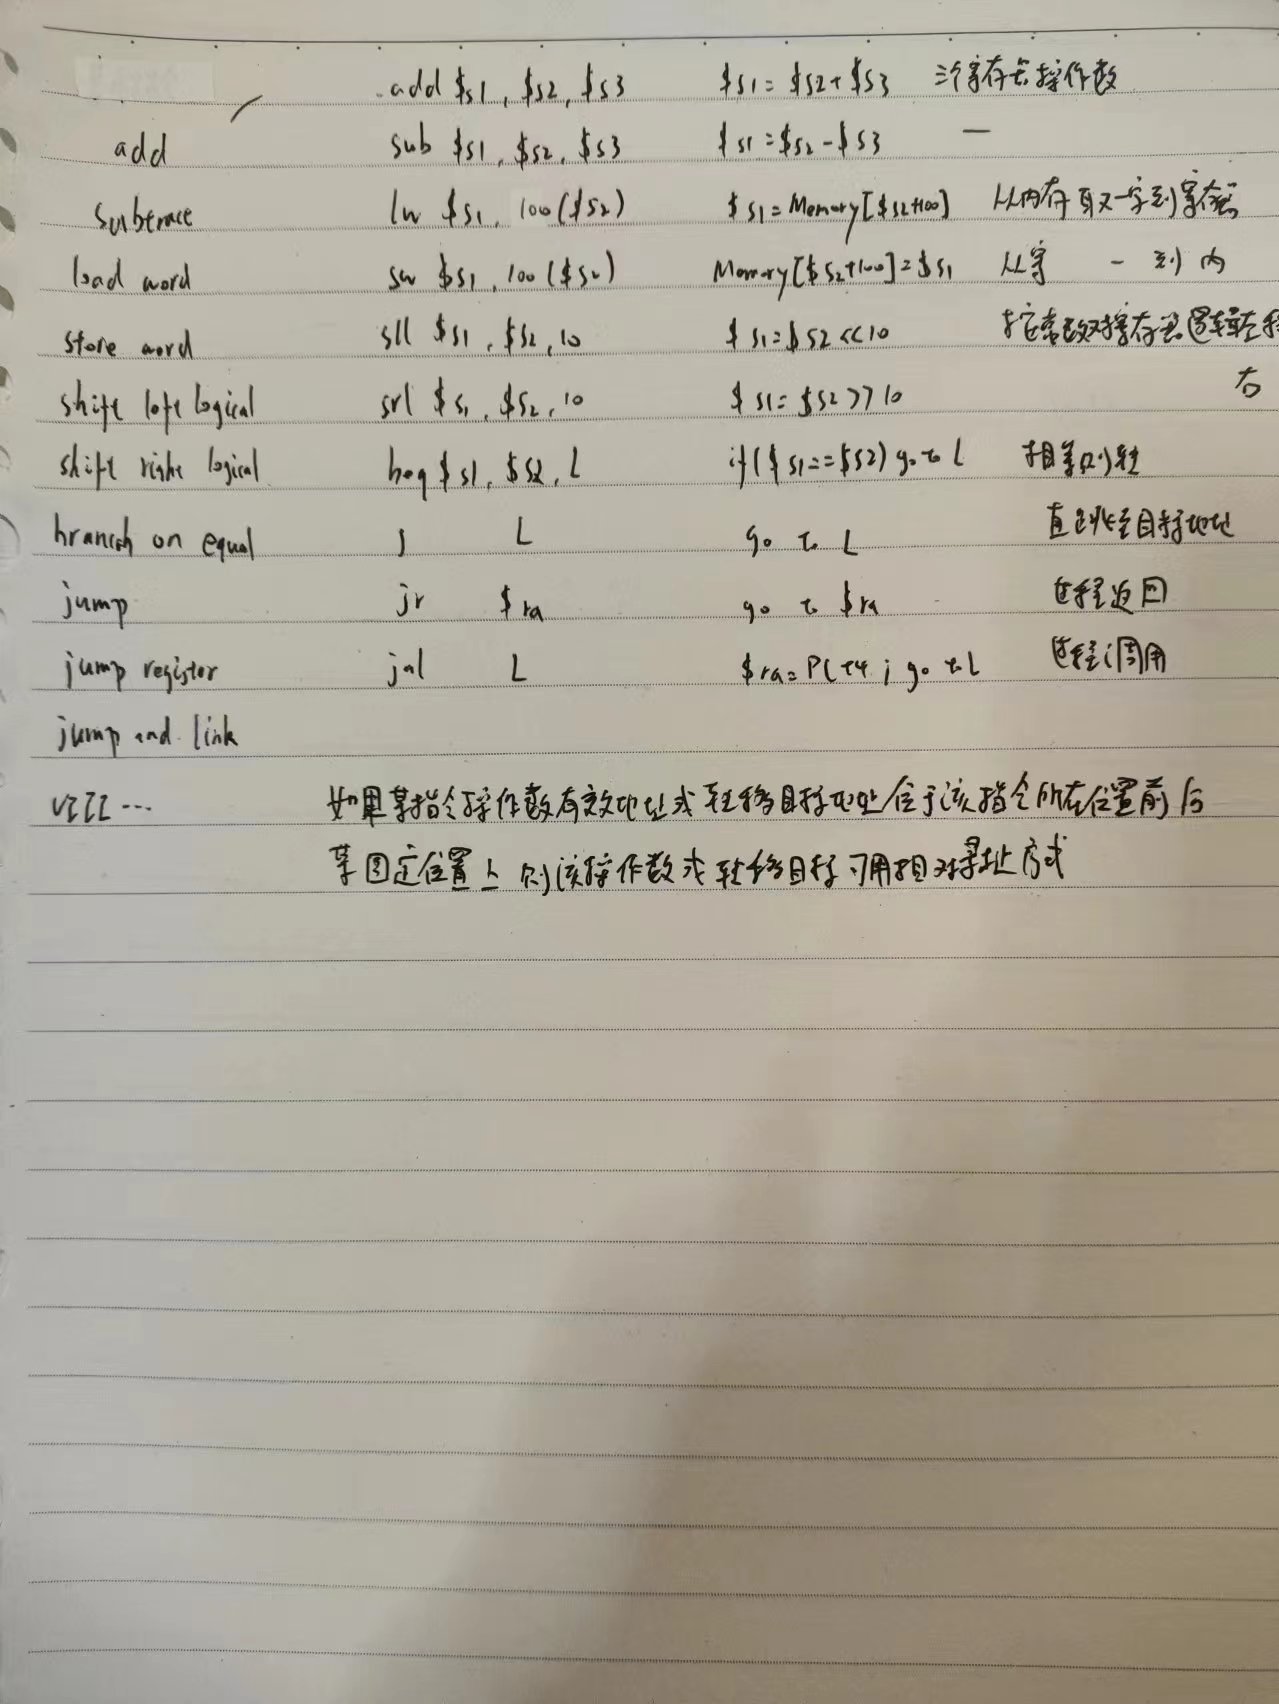 add $s1, $s2, $s3 $s1 = $s2 + $s3 三个寄存器操作数
add sub $s1, $s2, $s3 $s1 = $s2 - $s3 —
lw $s1, 100($s2) $s1 = Memory[$s2+100] 从内存取一字到寄存器
load word sw $s1, 100($s2) Memory[$s2+100] = $s1 从寄 - 到内
store word sll $s1, $s2, 10 $s1 = $s2 << 10 按常数对寄存器逻辑左移
右
shift left logical srl $s1, $s2, 10 $s1 = $s2 >> 10
shift right logical beq $s1, $s2, L if($s1==$s2) go to L 相等则转
branch on equal j L go to L 直接跳至目标地址
jump jr $ra go to $ra 过程返回
jump register jal L $ra = PC+4; go to L 过程调用
jump and link
如果某指令操作数有效地址或转移目标地址位于该指令所在位置前后
某固定位置上 则该操作数或转移目标可用相对寻址方式